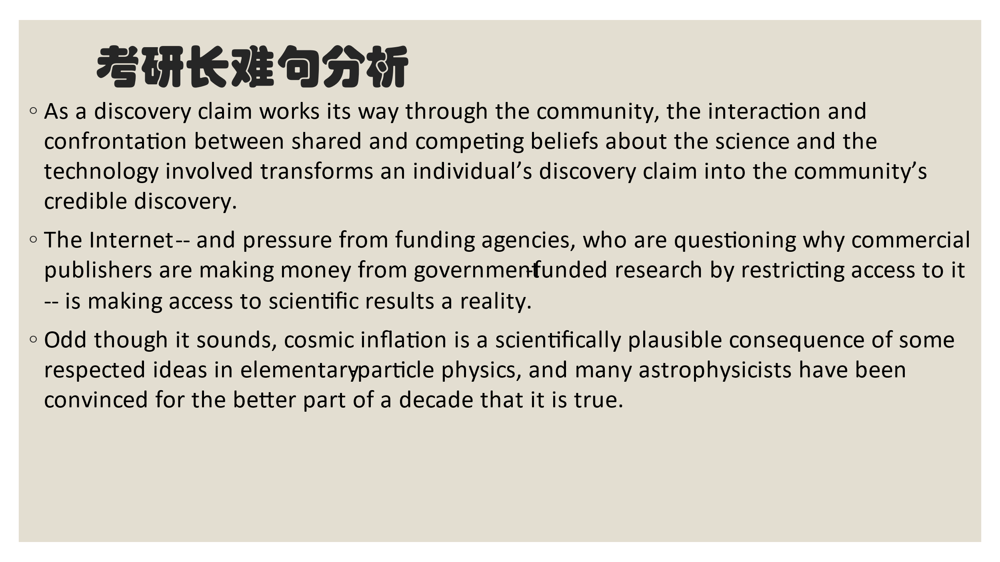 考研长难句分析
◦ As a discovery claim works its way through the community, the interaction and
confrontation between shared and competing beliefs about the science and the
technology involved transforms an individual’s discovery claim into the community’s
credible discovery.
◦ The Internet-- and pressure from funding agencies, who are questioning why commercial
publishers are making money from government-funded research by restricting access to it
-- is making access to scientific results a reality.
◦ Odd though it sounds, cosmic inflation is a scientifically plausible consequence of some
respected ideas in elementary-particle physics, and many astrophysicists have been
convinced for the better part of a decade that it is true.